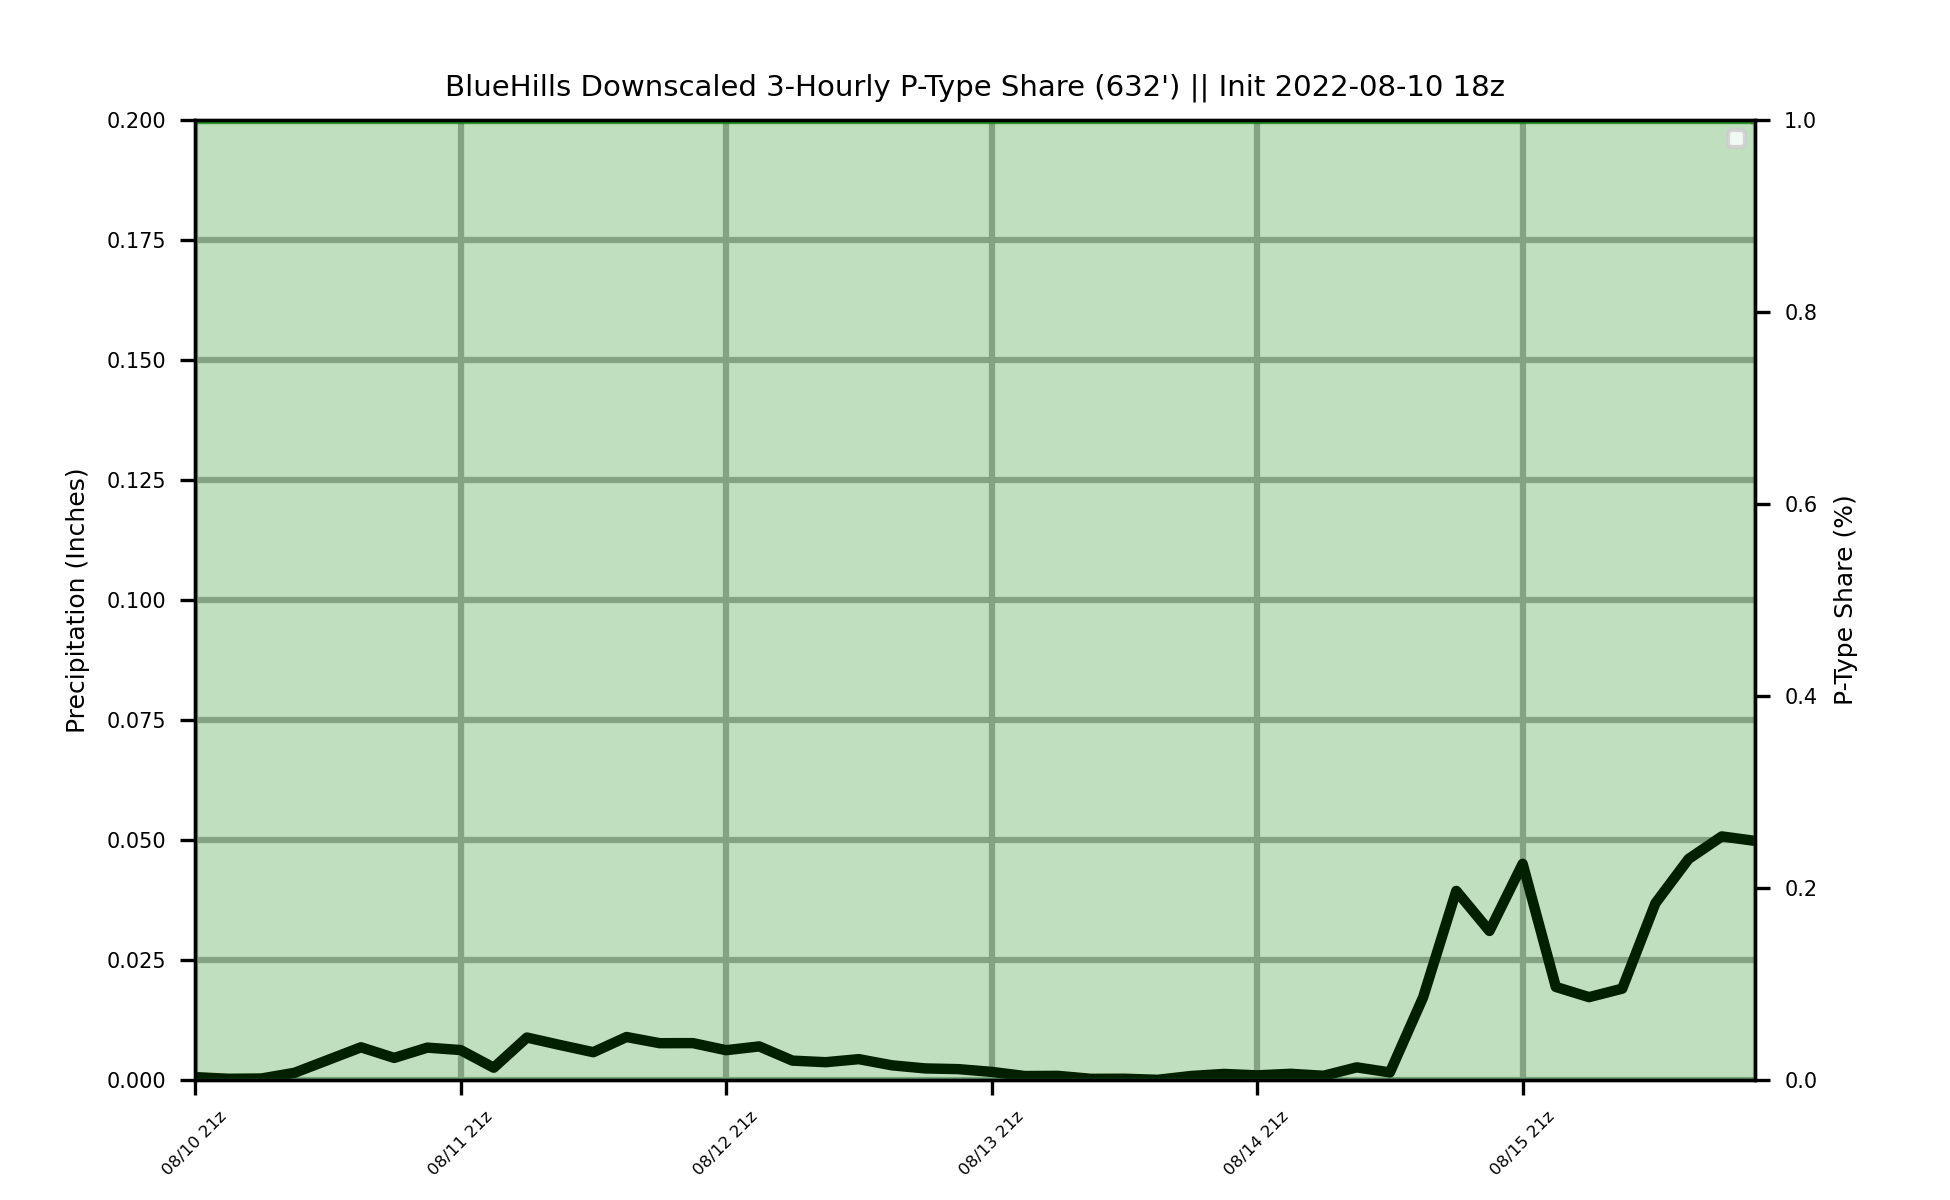 BlueHills Downscaled 3-Hourly P-Type Share (632') || Init 2022-08-10 18z
Precipitation (Inches)
0.200
0.175
0.150
0.125
0.100
0.075
0.050
0.025
0.000
1.0
0.8
0.6
0.4
0.2
0.0
P-Type Share (%)
08/10 21z
08/11 21z
08/12 21z
08/13 21z
08/14 21z
08/15 21z